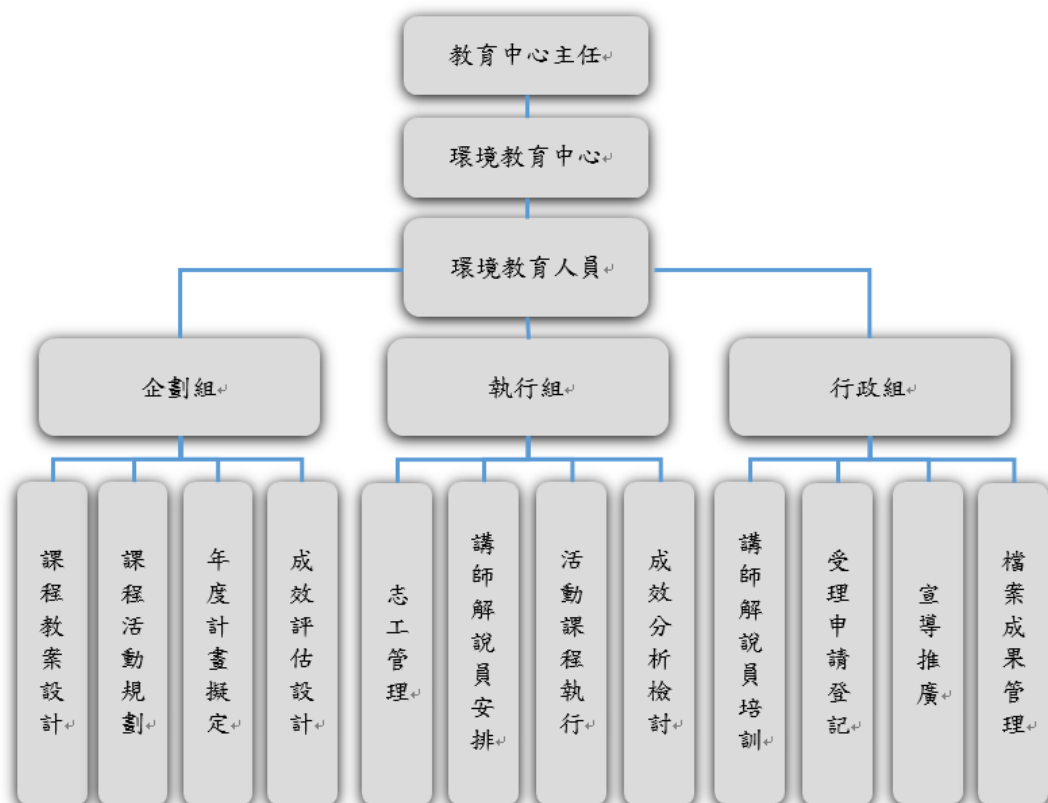 教育中心主任
環境教育中心
環境教育人員
企劃組
執行組
行政組
課程教案設計
課程活動規劃
年度計畫擬定
成效評估設計
志工管理
講師解說員安排
活動課程執行
成效分析檢討
講師解說員培訓
受理申請登記
宣導推廣
檔案成果管理